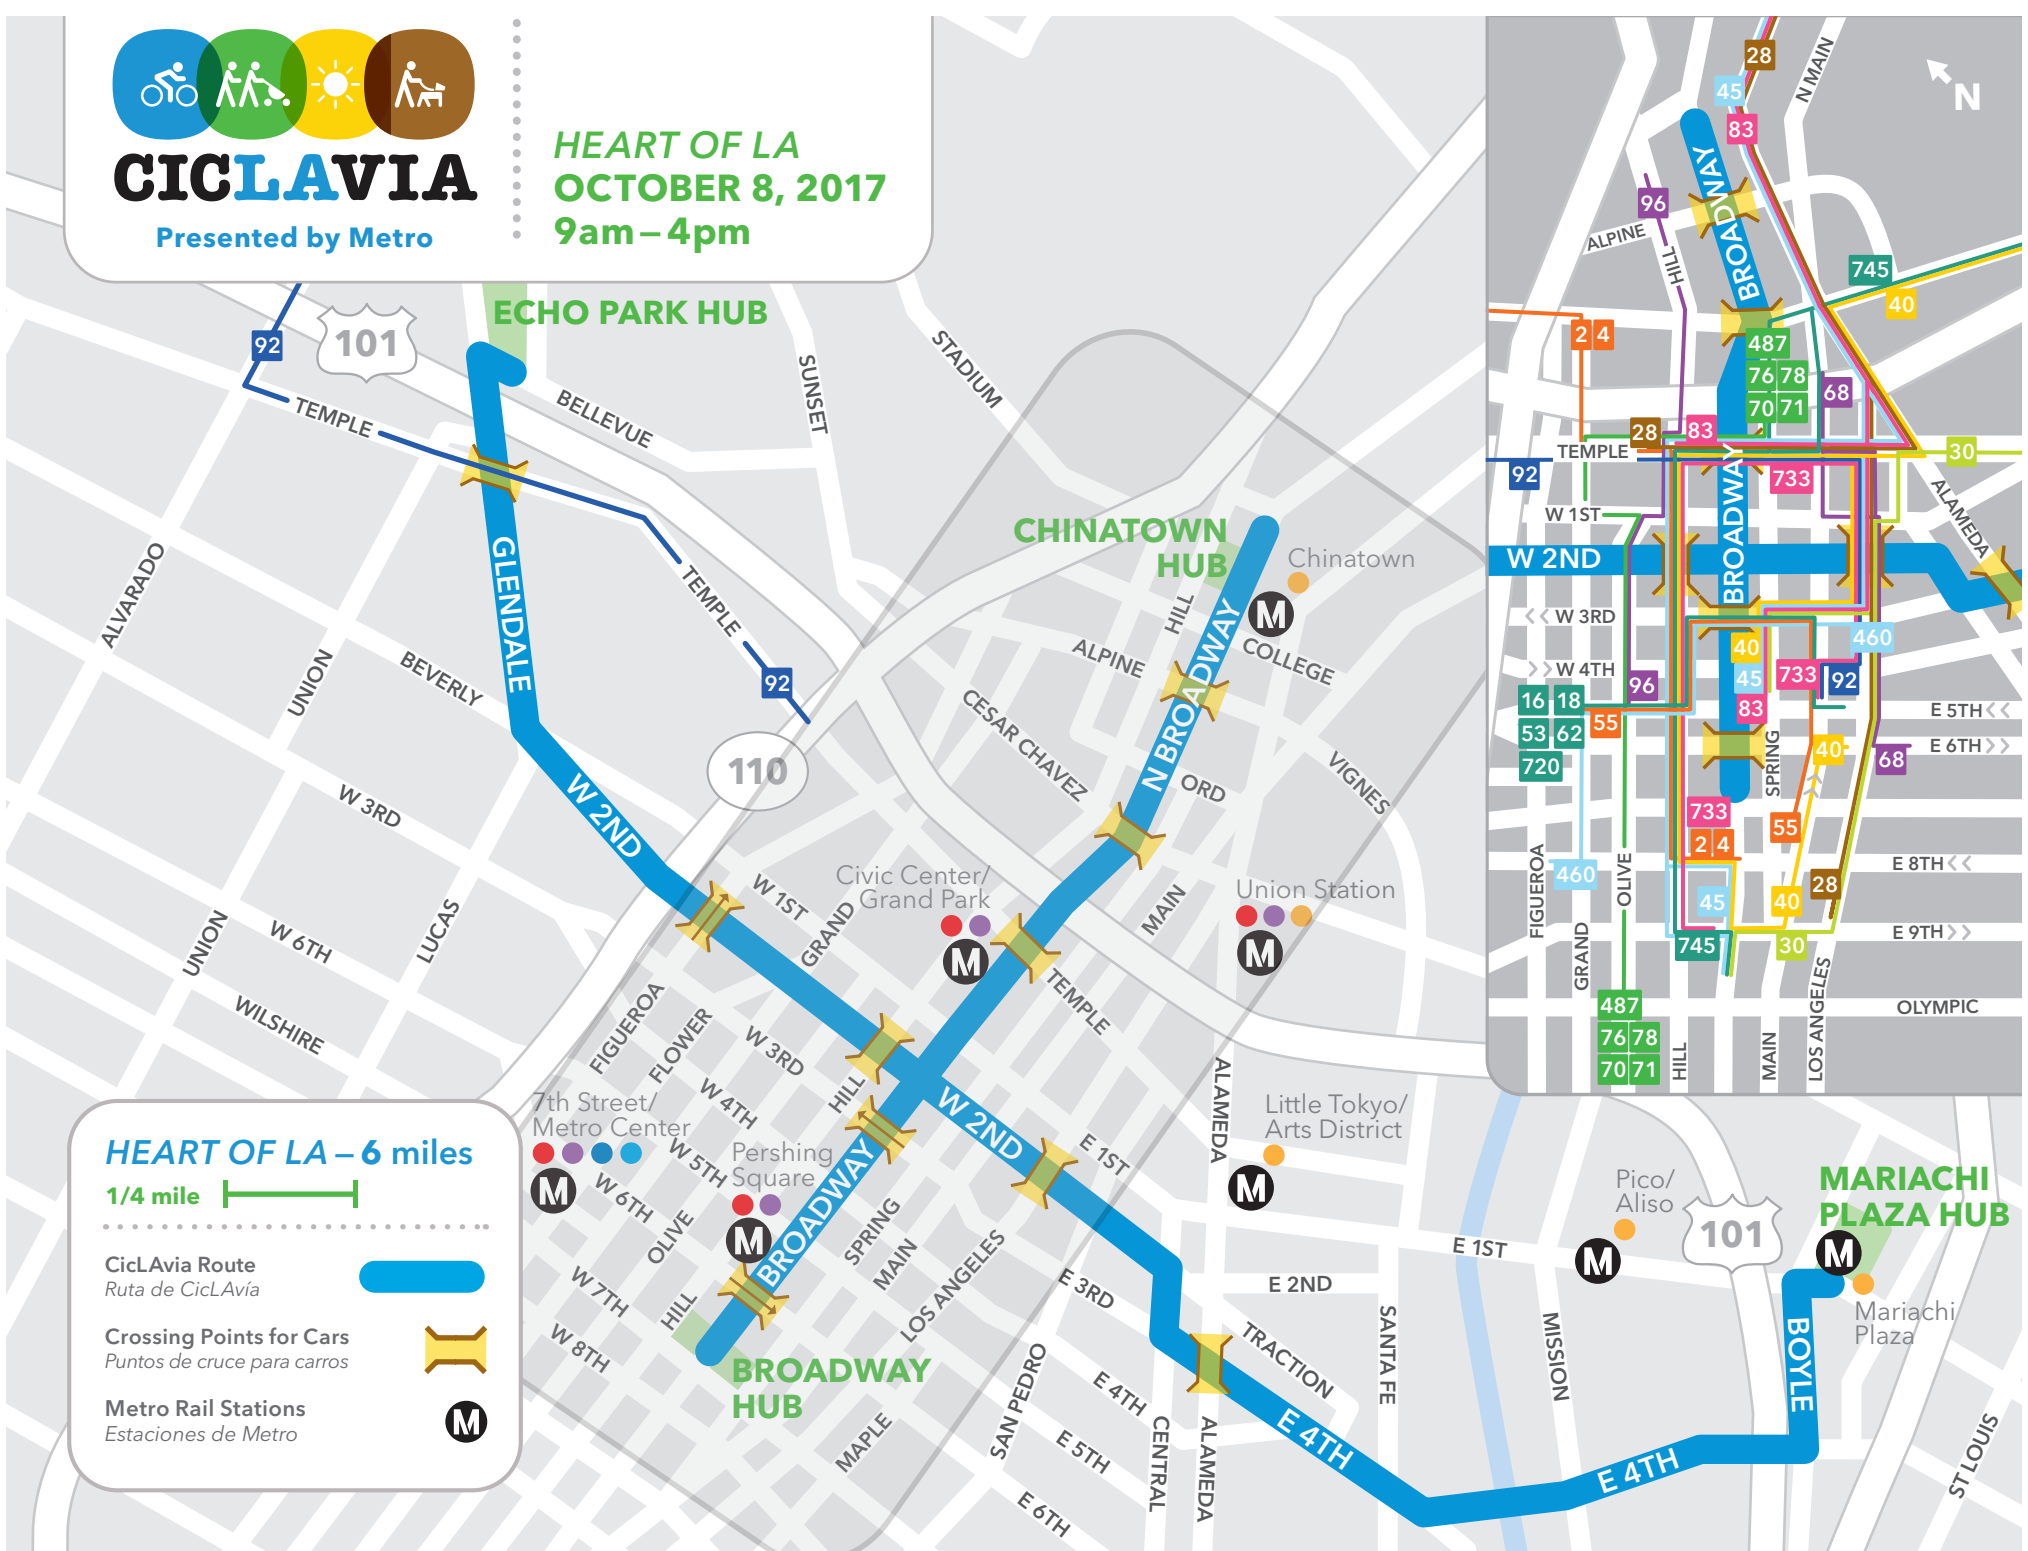 CICLAVIA
Presented by Metro
HEART OF LA
OCTOBER 8, 2017
9am – 4pm
ECHO PARK HUB
101
92
TEMPLE
BELLEVUE
SUNSET
STADIUM
GLENDALE
TEMPLE
92
ALVARADO
UNION
BEVERLY
CHINATOWN
HUB
Chinatown
M
HILL
ALPINE
COLLEGE
N BROADWAY
CESAR CHAVEZ
ORD
VIGNES
110
W 2ND
W 3RD
UNION
W 6TH
LUCAS
WILSHIRE
W 1ST
GRAND
Civic Center/
Grand Park
M
MAIN
Union Station
M
TEMPLE
FIGUEROA
FLOWER
W 3RD
W 4TH
HILL
W 2ND
E 1ST
ALAMEDA
Little Tokyo/
Arts District
M
7th Street/
Metro Center
M
W 5TH
Pershing
Square
M
W 6TH
OLIVE
BROADWAY
SPRING
MAIN
LOS ANGELES
W 7TH
HILL
W 8TH
BROADWAY
HUB
MAPLE
SAN PEDRO
E 3RD
E 2ND
E 1ST
TRACTION
E 4TH
E 5TH
E 6TH
CENTRAL
ALAMEDA
SANTA FE
MISSION
E 4TH
E 4TH
Pico/
Aliso
M
101
MARIACHI
PLAZA HUB
M
Mariachi
Plaza
BOYLE
ST LOUIS
HEART OF LA – 6 miles
1/4 mile
CicLAvia Route
Ruta de CicLAvía
Crossing Points for Cars
Puntos de cruce para carros
Metro Rail Stations
Estaciones de Metro
M
28
45
83
N MAIN
N
BROADWAY
96
ALPINE
HILL
BROADWAY
745
40
2 4
487
76 78
70 71
68
28
83
TEMPLE
92
733
30
BROADWAY
ALAMEDA
W 1ST
W 2ND
<< W 3RD
460
40
>> W 4TH
45
733
92
96
16 18
53 62
720
55
83
E 5TH <<
E 6TH >>
SPRING
40
68
733
2 4
55
E 8TH <<
FIGUEROA
460
OLIVE
45
40
28
E 9TH >>
GRAND
745
30
487
76 78
70 71
HILL
MAIN
LOS ANGELES
OLYMPIC